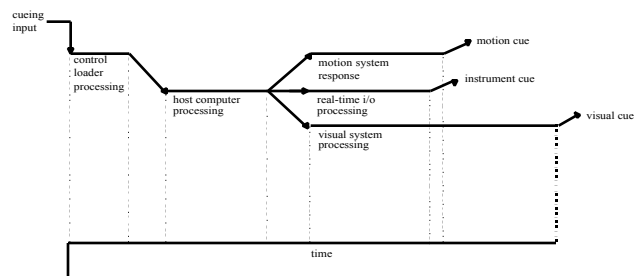 cueing
input
control
loader
processing
host computer
processing
motion system
response
real-time i/o
processing
visual system
processing
motion cue
instrument cue
visual cue
time